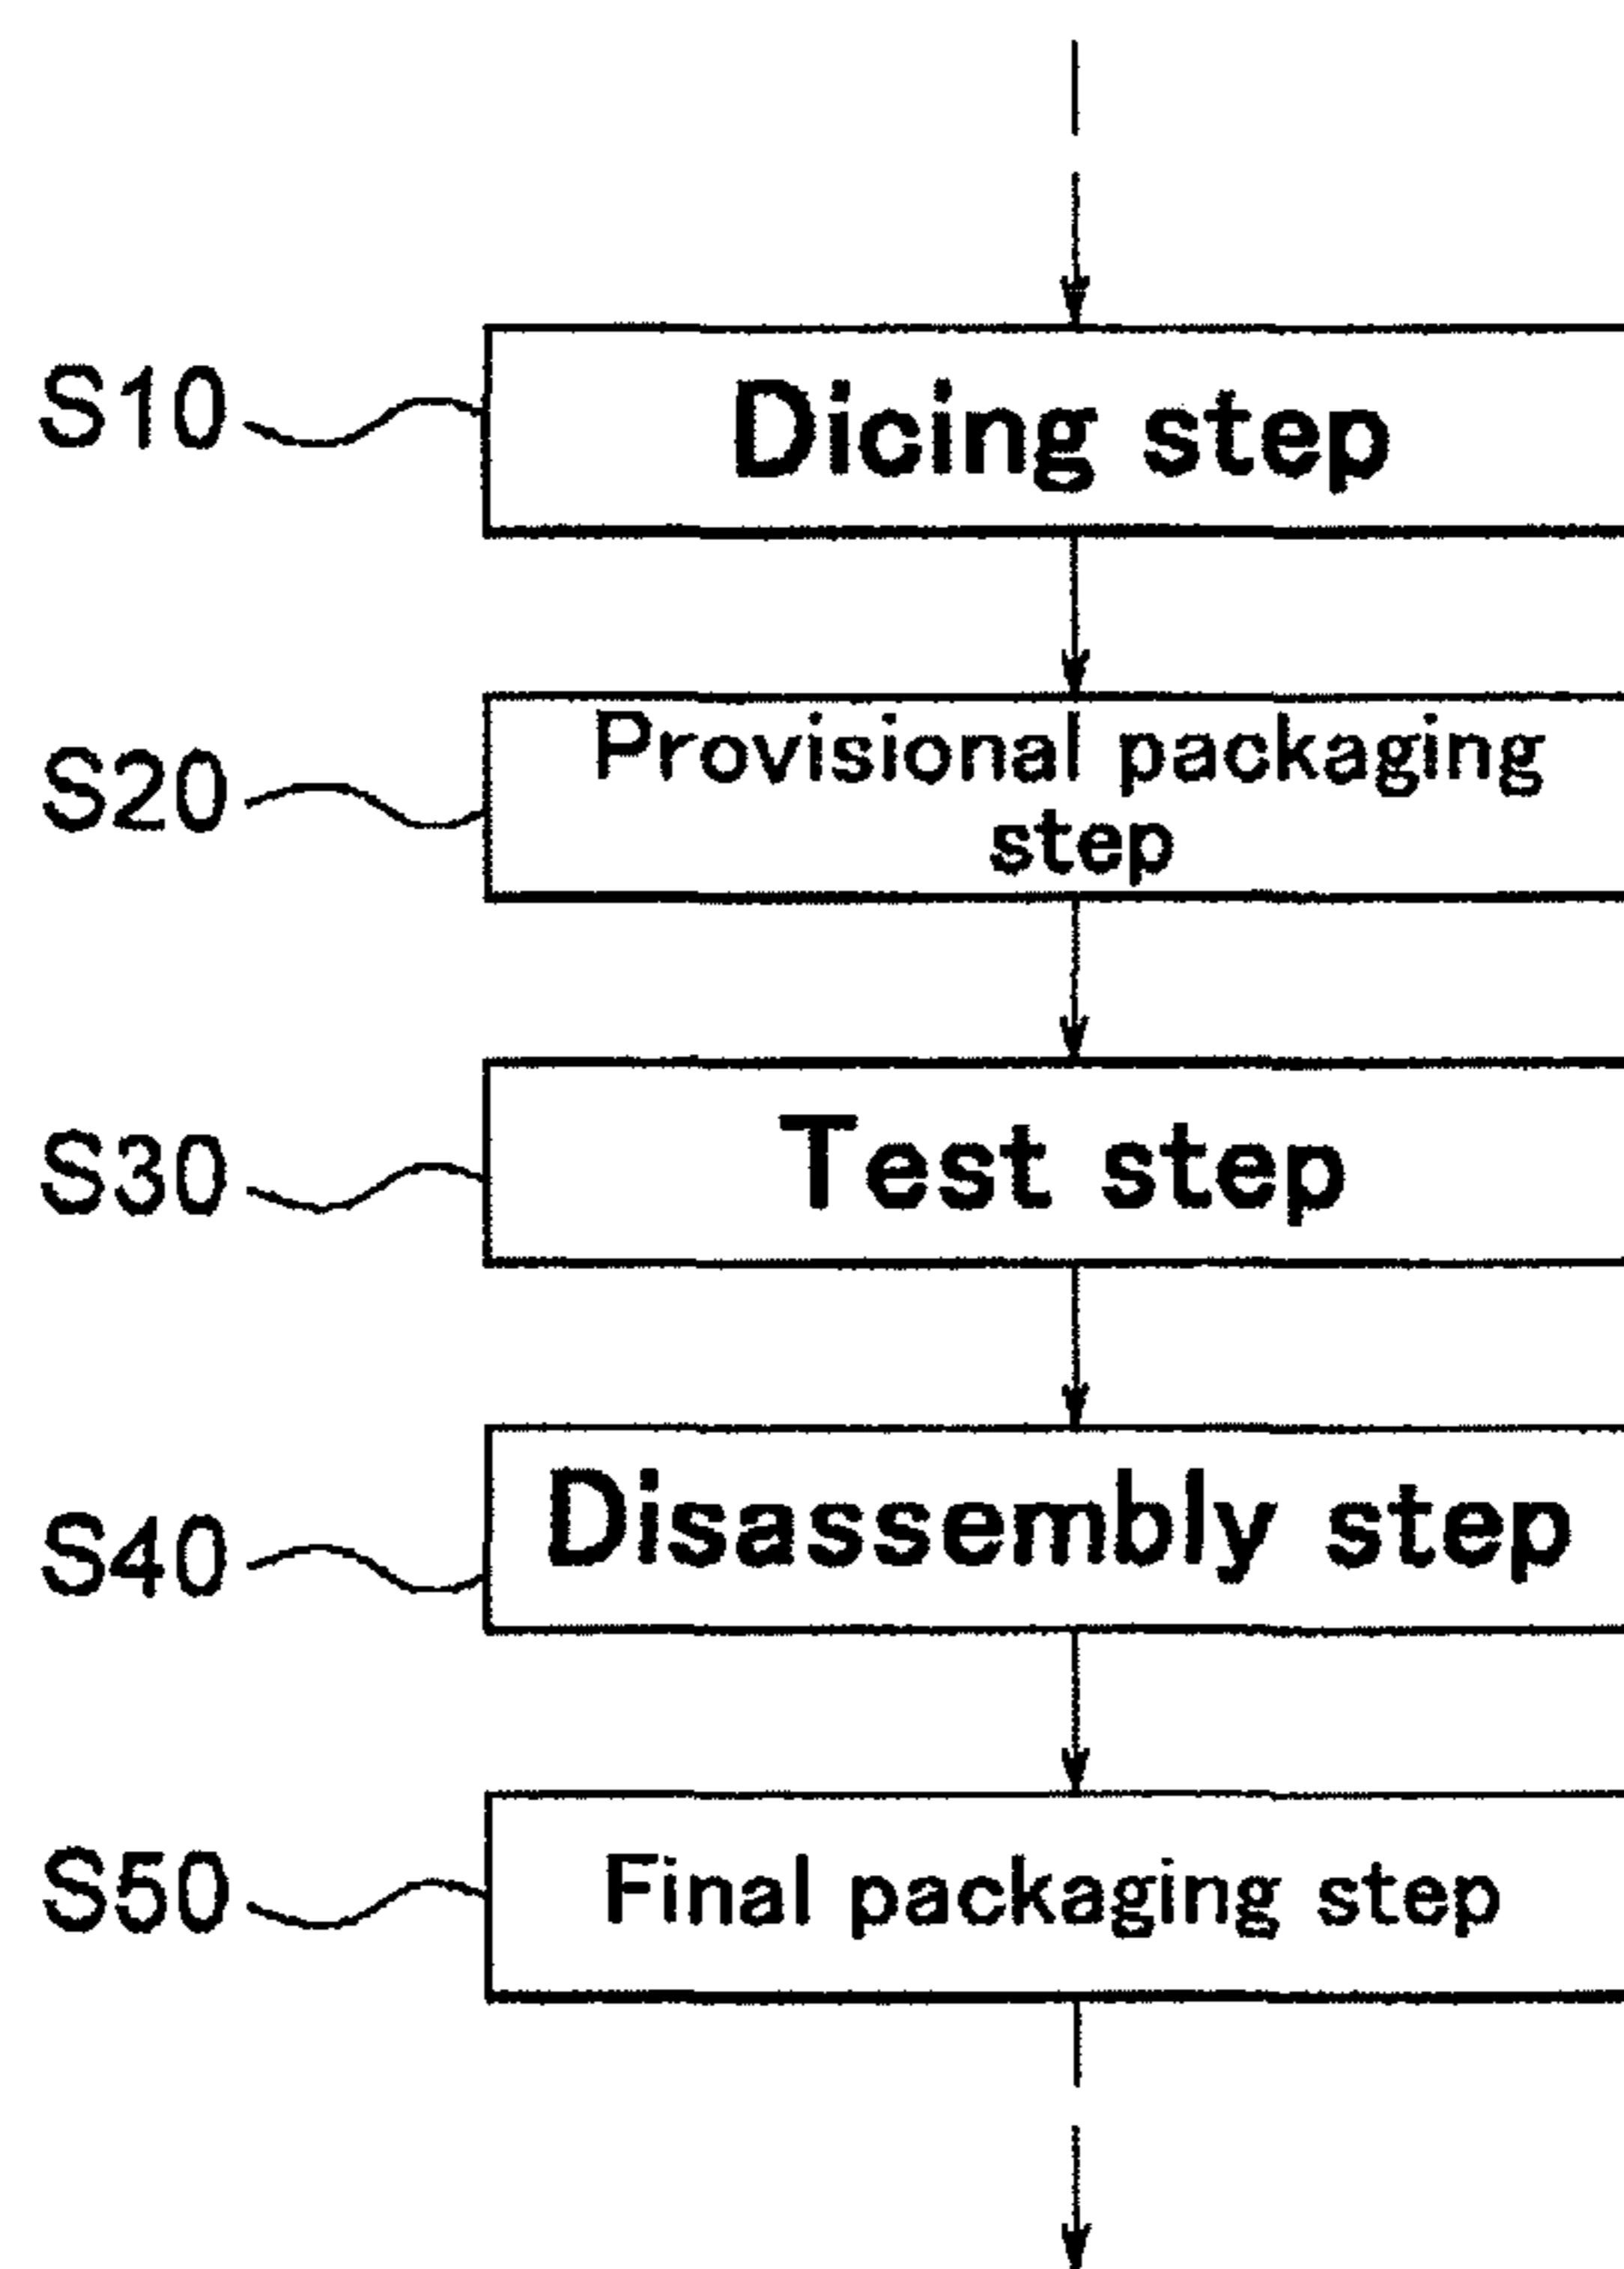 S10 Dicing step
S20 Provisional packaging
step
S30 Test step
S40 Disassembly step
S50 Final packaging step